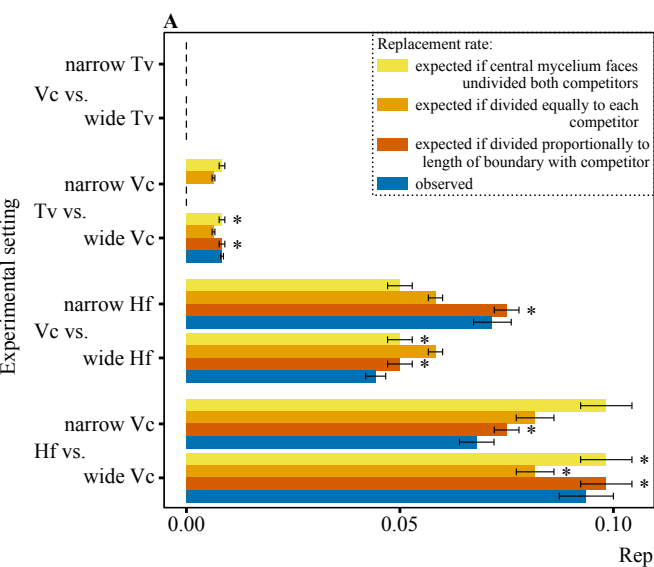 A
Replacement rate:
expected if central mycelium faces
undivided both competitors
expected if divided equally to each
competitor
expected if divided proportionally to
length of boundary with competitor
observed
Experimental setting
narrow Tv
Vc vs.
wide Tv
narrow Vc
Tv vs.
*
wide Vc
*
narrow Hf
*
Vc vs.
*
wide Hf
*
narrow Vc
*
Hf vs.
*
wide Vc
*
*
0.00
0.05
0.10
Rep